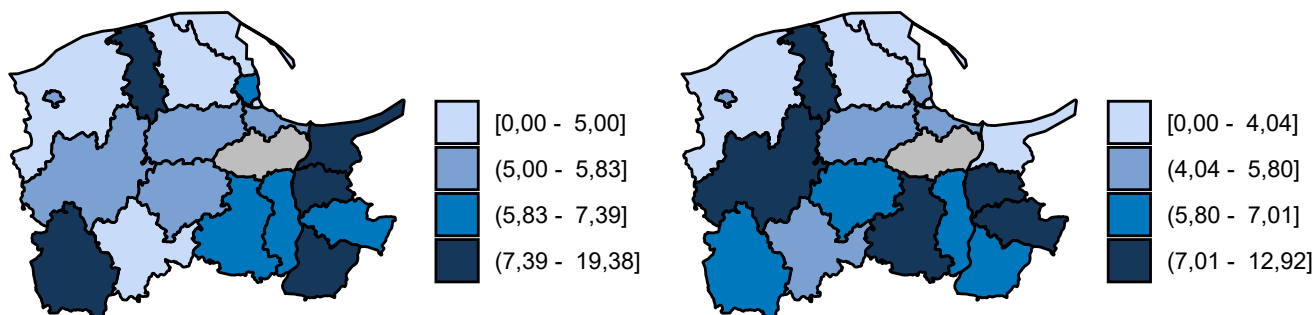 [0,00 - 5,00]
(5,00 - 5,83]
(5,83 - 7,39]
(7,39 - 19,38]
[0,00 - 4,04]
(4,04 - 5,80]
(5,80 - 7,01]
(7,01 - 12,92]